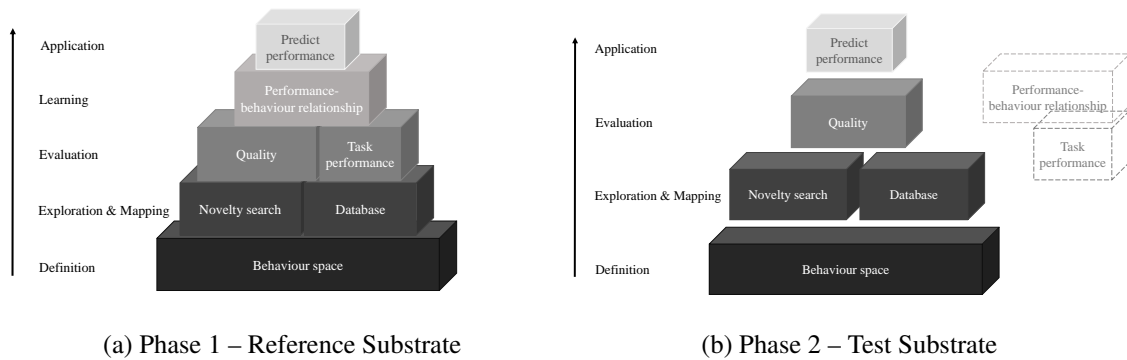 Application
Predict
performance
Learning
Performance-
behaviour relationship
Evaluation
Quality
Task
performance
Exploration & Mapping
Novelty search
Database
Definition
Behaviour space
(a) Phase 1 – Reference Substrate
Application
Predict
performance
Performance-
behaviour relationship
Evaluation
Quality
Task
performance
Exploration & Mapping
Novelty search
Database
Definition
Behaviour space
(b) Phase 2 – Test Substrate